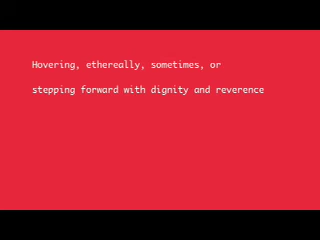 Hovering, ethereally, sometimes, or
stepping forward with dignity and reverence